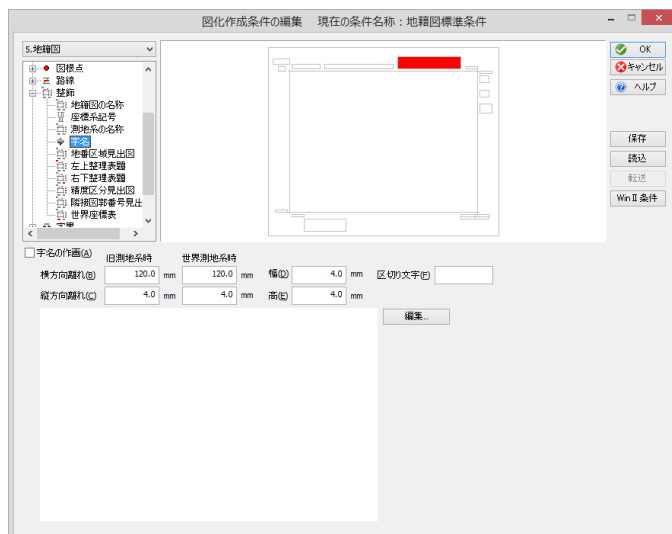 図化作成条件の編集 現在の条件名称：地籍図標準条件
5.地籍図
図根点
路線
整飾
地籍図の名称
座標系記号
測地系の名称
字名
地番区域見出図
左上整理表題
右下整理表題
精度区分見出図
隣接図郭番号見出
世界座標表
字界
OK
キャンセル
ヘルプ
保存
読込
転送
WinⅡ条件
字名の作画(A)
旧測地系時 世界測地系時
横方向離れ(B) 120.0 mm 120.0 mm 幅(D) 4.0 mm 区切り文字(F)
縦方向離れ(C) 4.0 mm 4.0 mm 高(E) 4.0 mm
編集...